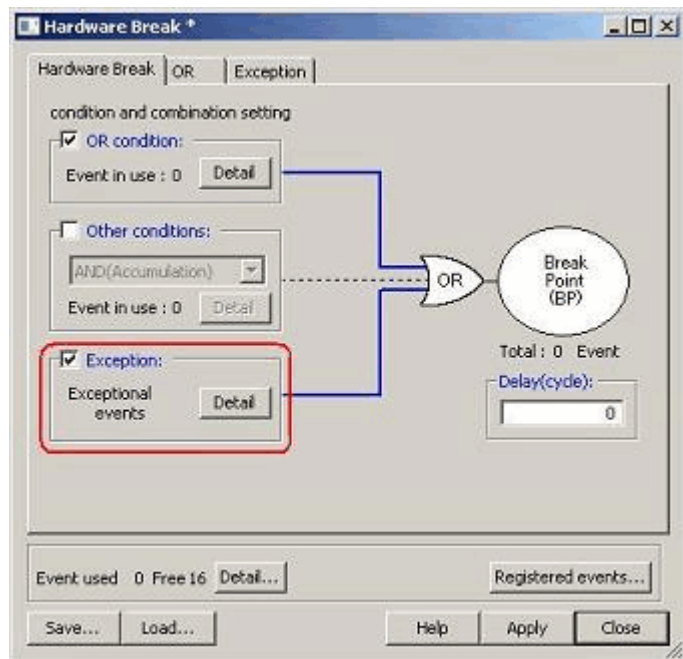 Hardware Break *
Hardware Break OR Exception
condition and combination setting
OR condition:
Event in use : 0 Detail
Other conditions:
AND(Accumulation)
Event in use : 0 Detail
OR
Break
Point
(BP)
Total : 0 Event
Exception:
Exceptional
events
Detail
Delay(cycle):
0
Event used 0 Free 16 Detail... Registered events...
Save... Load... Help Apply Close